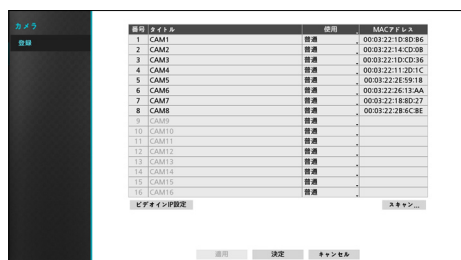 カメラ
登録
番号 タイトル 使用 MACアドレス
1 CAM1 普通 00:03:22:1D:8D:B6
2 CAM2 普通 00:03:22:14:CD:0B
3 CAM3 普通 00:03:22:1D:CD:36
4 CAM4 普通 00:03:22:11:2D:1C
5 CAM5 普通 00:03:22:2E:59:18
6 CAM6 普通 00:03:22:26:13:AA
7 CAM7 普通 00:03:22:18:8D:27
8 CAM8 普通 00:03:22:2B:6C:BE
9 CAM9 普通
10 CAM10 普通
11 CAM11 普通
12 CAM12 普通
13 CAM13 普通
14 CAM14 普通
15 CAM15 普通
16 CAM16 普通
ビデオインIP設定 スキャン...
適用 決定 キャンセル